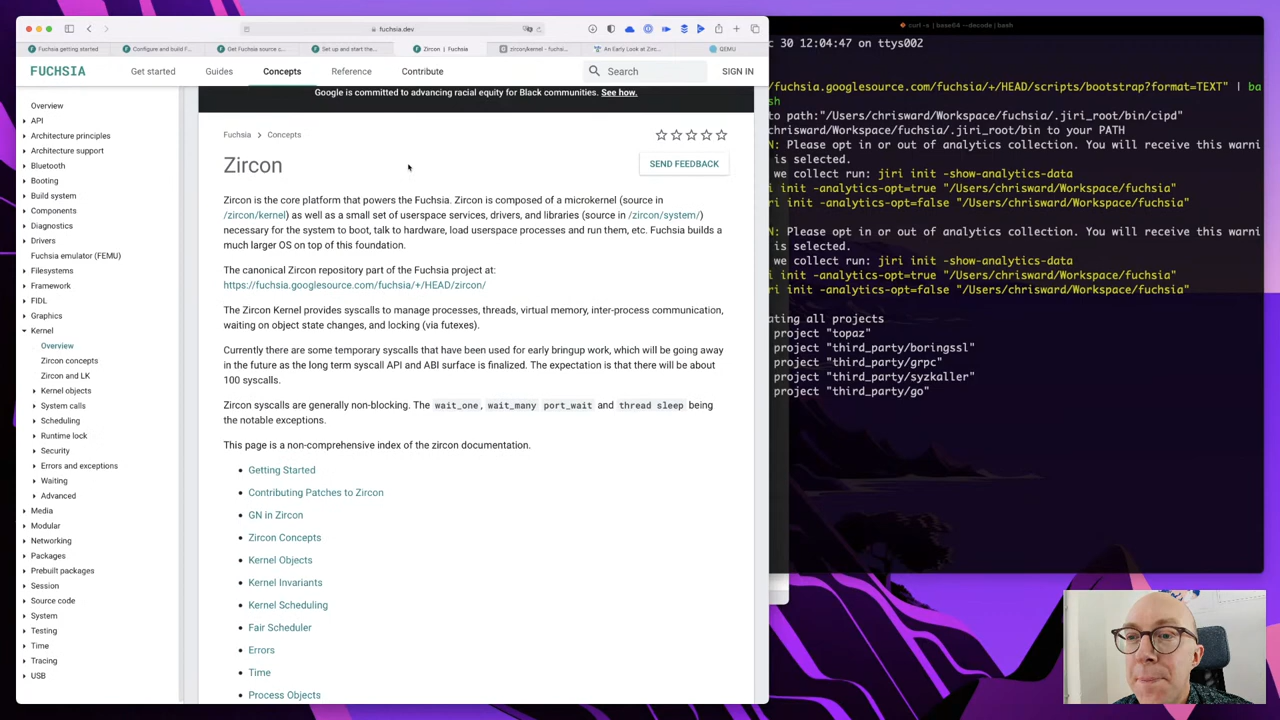 curl -s | base64 --decode | bash
fuchsia.dev
Fuchsia getting started
Configure and build F...
Get Fuchsia source c...
Set up and start the...
Zircon | Fuchsia
zircon/kernel - fuchsi...
An Early Look at Zirc...
QEMU
FUCHSIA
Get started
Guides
Concepts
Reference
Contribute
Search
SIGN IN
Google is committed to advancing racial equity for Black communities. See how.
Overview
API
Architecture principles
Architecture support
Bluetooth
Booting
Build system
Components
Diagnostics
Drivers
Fuchsia emulator (FEMU)
Filesystems
Framework
FIDL
Graphics
Kernel
Overview
Zircon concepts
Zircon and LK
Kernel objects
System calls
Scheduling
Runtime lock
Security
Errors and exceptions
Waiting
Advanced
Media
Modular
Networking
Packages
Prebuilt packages
Session
Source code
System
Testing
Time
Tracing
USB
Fuchsia > Concepts
Zircon
SEND FEEDBACK
Zircon is the core platform that powers the Fuchsia. Zircon is composed of a microkernel (source in
/zircon/kernel) as well as a small set of userspace services, drivers, and libraries (source in /zircon/system/)
necessary for the system to boot, talk to hardware, load userspace processes and run them, etc. Fuchsia builds a
much larger OS on top of this foundation.
The canonical Zircon repository part of the Fuchsia project at:
https://fuchsia.googlesource.com/fuchsia/+/HEAD/zircon/
The Zircon Kernel provides syscalls to manage processes, threads, virtual memory, inter-process communication,
waiting on object state changes, and locking (via futexes).
Currently there are some temporary syscalls that have been used for early bringup work, which will be going away
in the future as the long term syscall API and ABI surface is finalized. The expectation is that there will be about
100 syscalls.
Zircon syscalls are generally non-blocking. The wait_one, wait_many port_wait and thread sleep being
the notable exceptions.
This page is a non-comprehensive index of the zircon documentation.
Getting Started
Contributing Patches to Zircon
GN in Zircon
Zircon Concepts
Kernel Objects
Kernel Invariants
Kernel Scheduling
Fair Scheduler
Errors
Time
Process Objects
c 30 12:04:47 on ttys002
/fuchsia.googlesource.com/fuchsia/+/HEAD/scripts/bootstrap?format=TEXT" | ba
sh
to path:"/Users/chrisward/Workspace/fuchsia/.jiri_root/bin/cipd"
chrisward/Workspace/fuchsia/.jiri_root/bin to your PATH
N: Please opt in or out of analytics collection. You will receive this warni
is selected.
we collect run: jiri init -show-analytics-data
ri init -analytics-opt=true "/Users/chrisward/Workspace/fuchsia"
ri init -analytics-opt=false "/Users/chrisward/Workspace/fuchsia"
N: Please opt in or out of analytics collection. You will receive this warni
is selected.
we collect run: jiri init -show-analytics-data
ri init -analytics-opt=true "/Users/chrisward/Workspace/fuchsia"
ri init -analytics-opt=false "/Users/chrisward/Workspace/fuchsia"
ating all projects
project "topaz"
project "third_party/boringssl"
project "third_party/grpc"
project "third_party/syzkaller"
project "third_party/go"